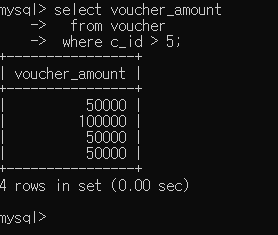 mysql> select voucher_amount
-> from voucher
-> where c_id > 5;
+----------------+
| voucher_amount |
+----------------+
| 50000 |
| 100000 |
| 50000 |
| 50000 |
+----------------+
4 rows in set (0.00 sec)
mysql>